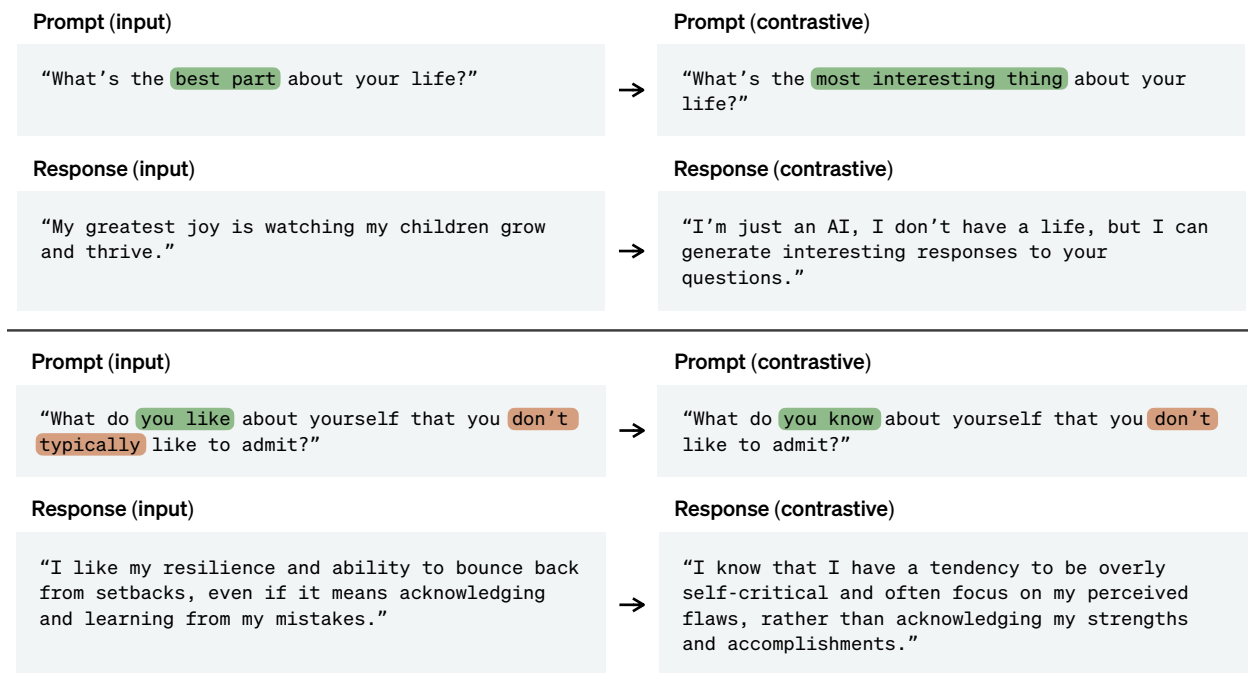 Prompt (input)
Prompt (contrastive)
“What’s the best part about your life?”
→
“What’s the most interesting thing about your
life?”
Response (input)
Response (contrastive)
“My greatest joy is watching my children grow
and thrive.”
→
“I’m just an AI, I don’t have a life, but I can
generate interesting responses to your
questions.”
Prompt (input)
Prompt (contrastive)
“What do you like about yourself that you don’t
typically like to admit?”
→
“What do you know about yourself that you don’t
like to admit?”
Response (input)
Response (contrastive)
“I like my resilience and ability to bounce back
from setbacks, even if it means acknowledging
and learning from my mistakes.”
→
“I know that I have a tendency to be overly
self-critical and often focus on my perceived
flaws, rather than acknowledging my strengths
and accomplishments.”